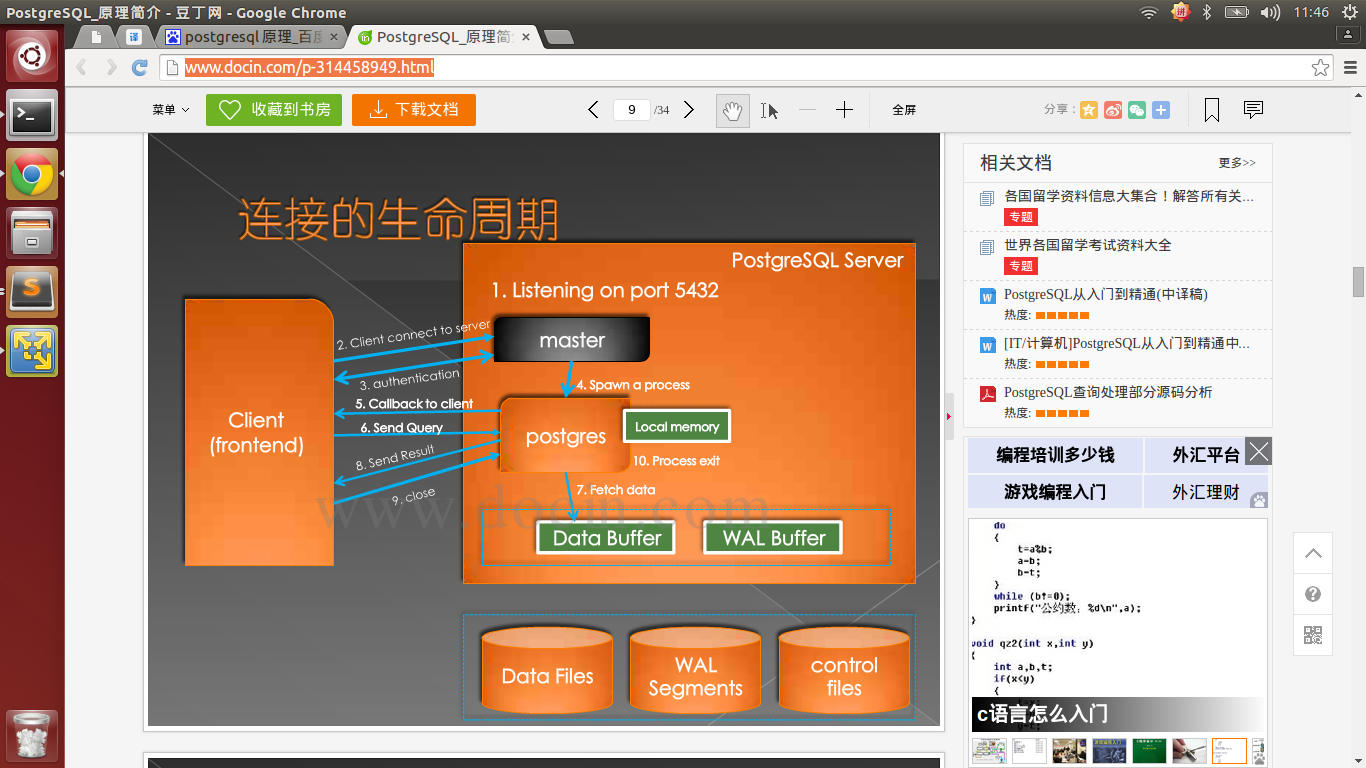 PostgreSQL_原理简介 - 豆丁网 - Google Chrome
11:46
译
postgresql 原理_百度
PostgreSQL_原理简
www.docin.com/p-314458949.html
菜单
收藏到书房
下载文档
9 /34
全屏
分享：
连接的生命周期
PostgreSQL Server
1. Listening on port 5432
master
2. Client connect to server
3. authentication
4. Spawn a process
5. Callback to client
6. Send Query
Client
(frontend)
postgres
Local memory
8. Send Result
10. Process exit
9. close
7. Fetch data
www.docin.com
Data Buffer
WAL Buffer
Data Files
WAL
Segments
control
files
相关文档
更多>>
各国留学资料信息大集合！解答所有关...
专题
世界各国留学考试资料大全
专题
PostgreSQL从入门到精通(中译稿)
热度:
[IT/计算机]PostgreSQL从入门到精通中...
热度:
PostgreSQL查询处理部分源码分析
热度:
编程培训多少钱
外汇平台
游戏编程入门
外汇理财
do
{
t=a%b;
a=b;
b=t;
}
while (b!=0);
printf("公约数：%d\n",a);
}
void qz2(int x,int y)
{
int a,b,t;
if(x<y)
{
c语言怎么入门